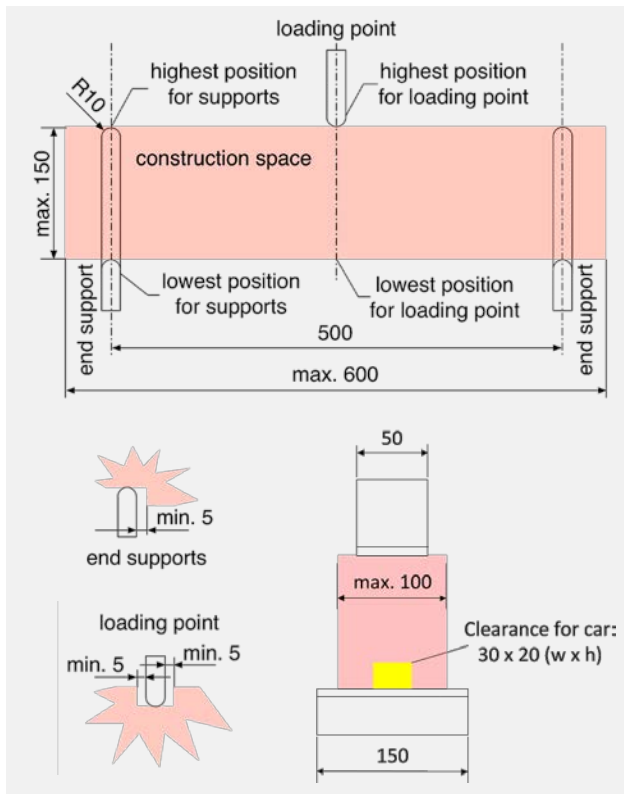 loading point
highest position
for supports
highest position
for loading point
R10
construction space
max. 150
lowest position
for supports
lowest position
for loading point
end support
end support
500
max. 600
50
min. 5
end supports
max. 100
loading point
min. 5
min. 5
Clearance for car:
30 x 20 (w x h)
150